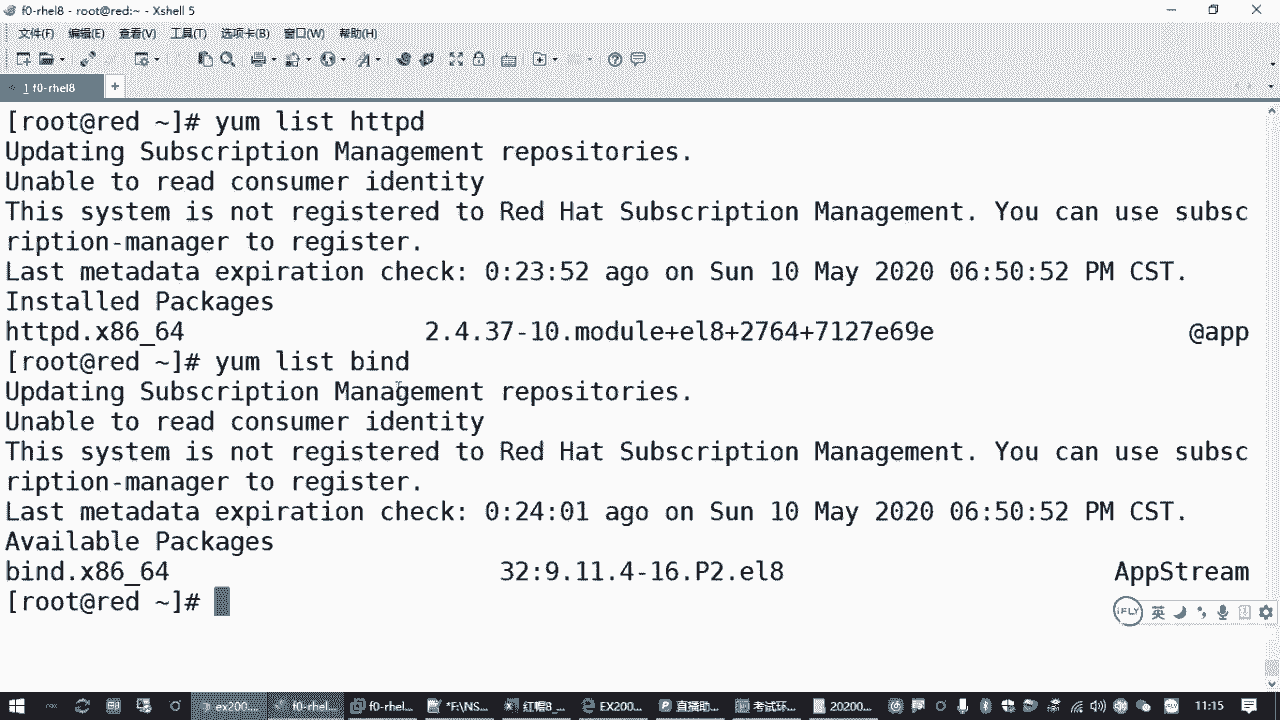 f0-rhel8 - root@red:~ - Xshell 5
文件(F) 编辑(E) 查看(V) 工具(T) 选项卡(B) 窗口(W) 帮助(H)
1 f0-rhel8 +
[root@red ~]# yum list httpd
Updating Subscription Management repositories.
Unable to read consumer identity
This system is not registered to Red Hat Subscription Management. You can use subsc
ription-manager to register.
Last metadata expiration check: 0:23:52 ago on Sun 10 May 2020 06:50:52 PM CST.
Installed Packages
httpd.x86_64 2.4.37-10.module+el8+2764+7127e69e @app
[root@red ~]# yum list bind
Updating Subscription Management repositories.
Unable to read consumer identity
This system is not registered to Red Hat Subscription Management. You can use subsc
ription-manager to register.
Last metadata expiration check: 0:24:01 ago on Sun 10 May 2020 06:50:52 PM CST.
Available Packages
bind.x86_64 32:9.11.4-16.P2.el8 AppStream
[root@red ~]#
iFLY 英
ex200... f0-rhel... f0-rhel... *F:\NS... 红帽8_... EX200... 直播助... 考试环... 20200... 11:15